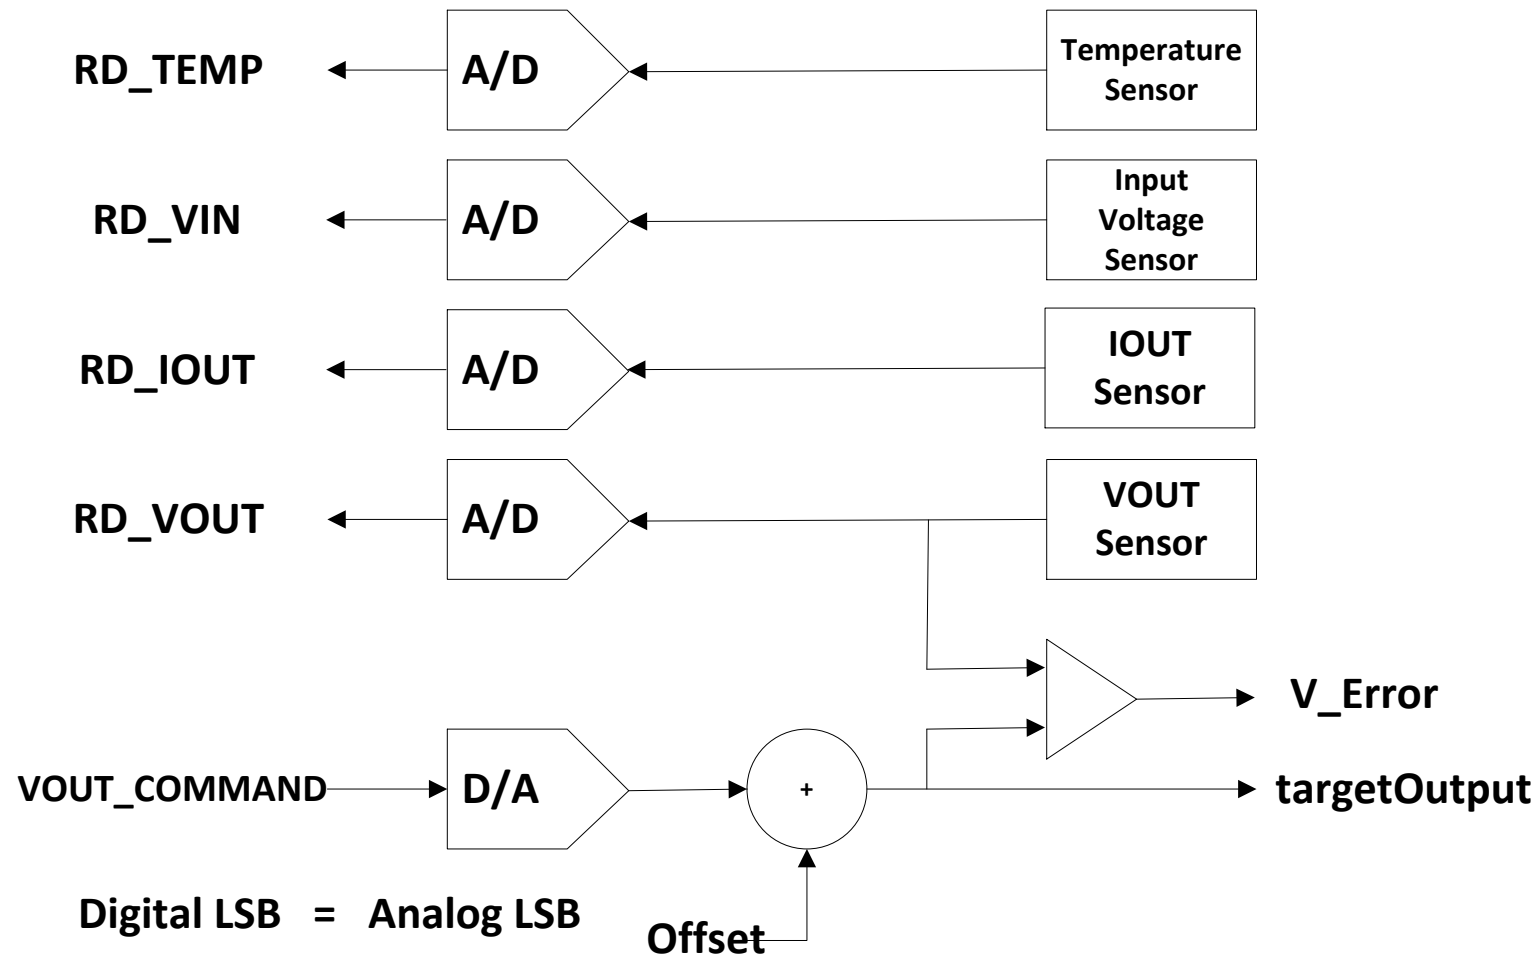 RD_TEMP
A/D
Temperature
Sensor
RD_VIN
A/D
Input
Voltage
Sensor
RD_IOUT
A/D
IOUT
Sensor
RD_VOUT
A/D
VOUT
Sensor
V_Error
VOUT_COMMAND
D/A
+
targetOutput
Digital LSB = Analog LSB
Offset